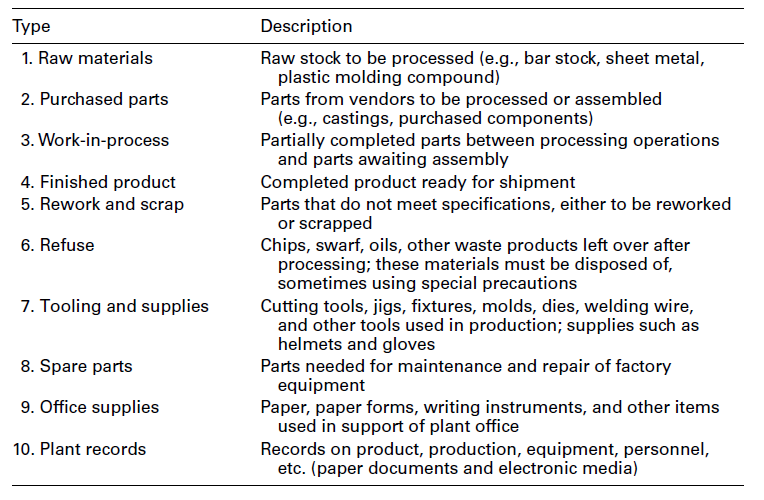 Type Description
1. Raw materials Raw stock to be processed (e.g., bar stock, sheet metal,
plastic molding compound)
2. Purchased parts Parts from vendors to be processed or assembled
(e.g., castings, purchased components)
3. Work-in-process Partially completed parts between processing operations
and parts awaiting assembly
4. Finished product Completed product ready for shipment
5. Rework and scrap Parts that do not meet specifications, either to be reworked
or scrapped
6. Refuse Chips, swarf, oils, other waste products left over after
processing; these materials must be disposed of,
sometimes using special precautions
7. Tooling and supplies Cutting tools, jigs, fixtures, molds, dies, welding wire,
and other tools used in production; supplies such as
helmets and gloves
8. Spare parts Parts needed for maintenance and repair of factory
equipment
9. Office supplies Paper, paper forms, writing instruments, and other items
used in support of plant office
10. Plant records Records on product, production, equipment, personnel,
etc. (paper documents and electronic media)